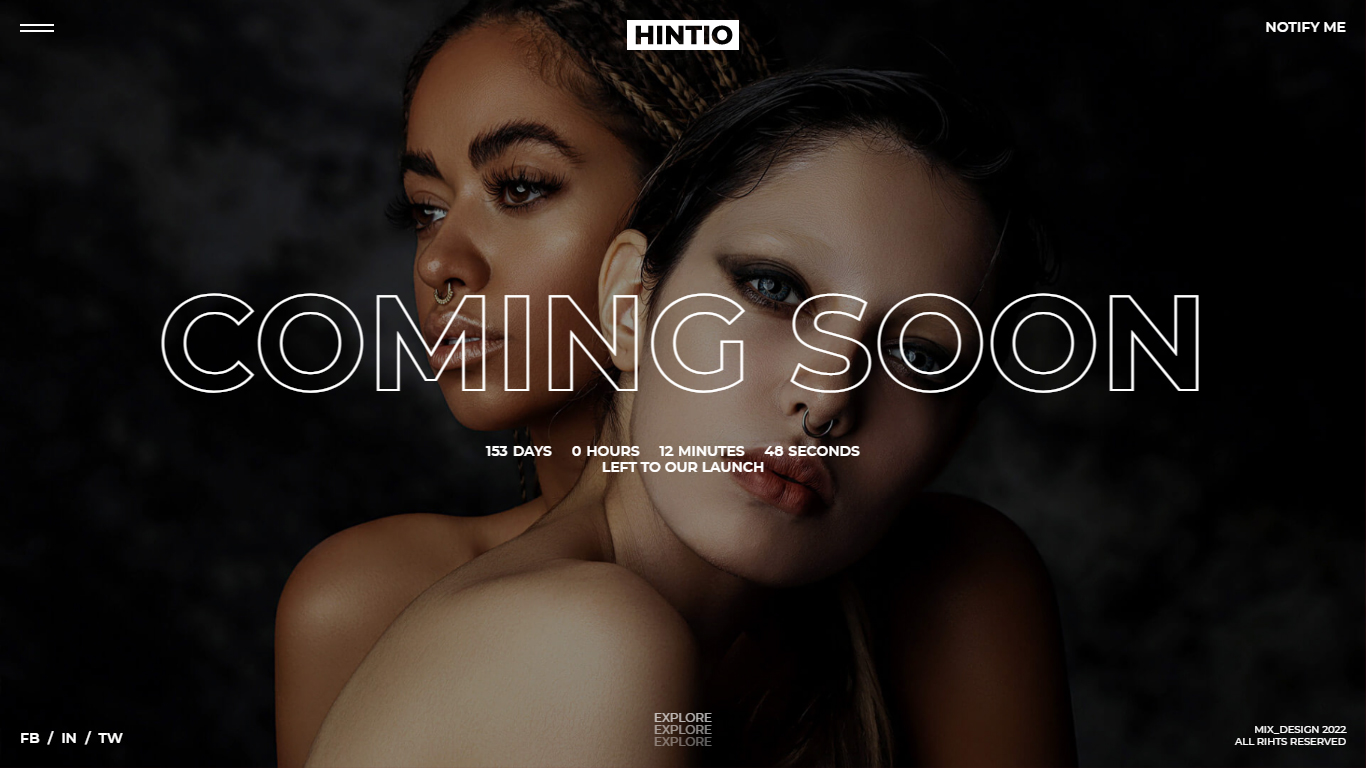 HINTIO
NOTIFY ME
COMING SOON
153 DAYS 0 HOURS 12 MINUTES 48 SECONDS
LEFT TO OUR LAUNCH
EXPLORE
EXPLORE
EXPLORE
FB / IN / TW
MIX_DESIGN 2022
ALL RIHTS RESERVED